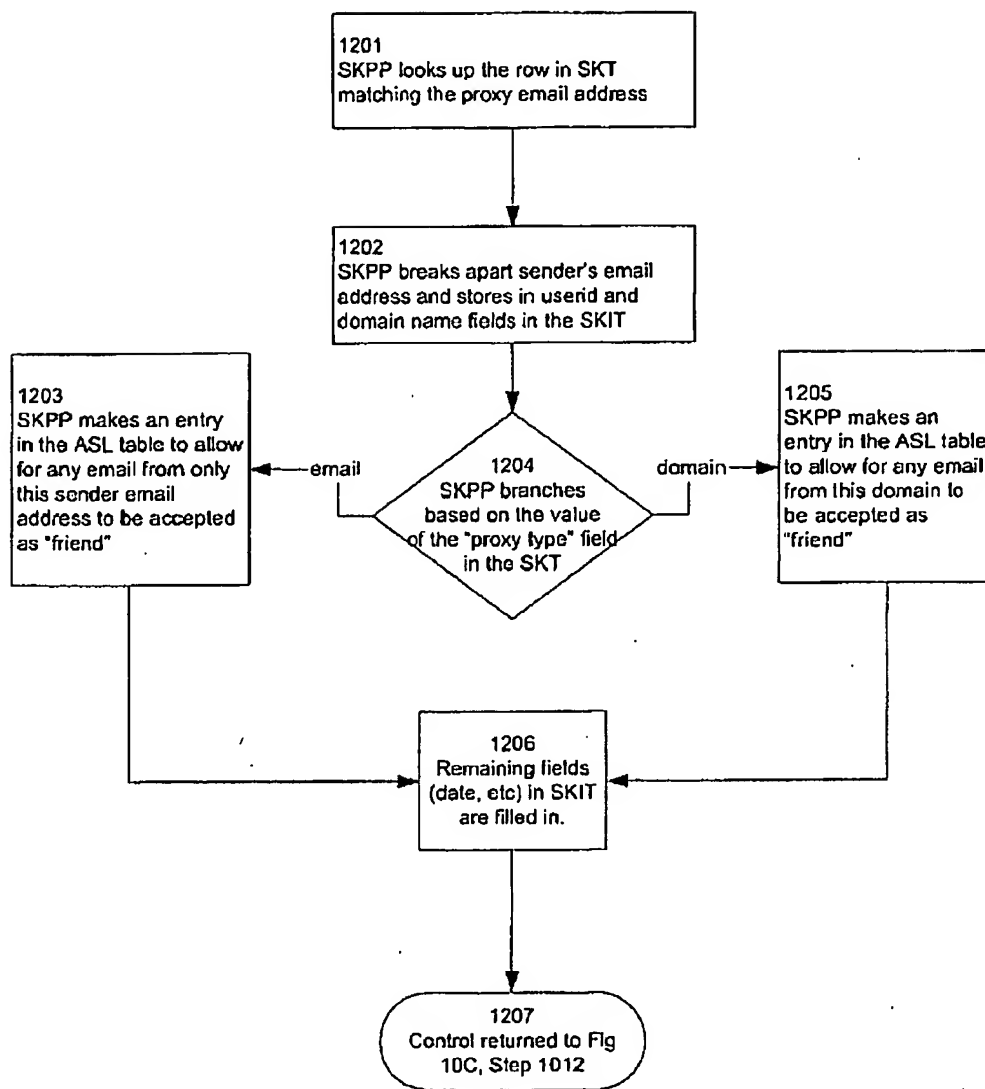 1201
SKPP looks up the row in SKT
matching the proxy email address
1202
SKPP breaks apart sender's email
address and stores in userid and
domain name fields in the SKIT
1203
SKPP makes an entry
in the ASL table to allow
for any email from only
this sender email
address to be accepted
as "friend"
email
1204
SKPP branches
based on the value
of the "proxy type" field
in the SKT
domain
1205
SKPP makes an
entry in the ASL table
to allow for any email
from this domain to
be accepted as
"friend"
1206
Remaining fields
(date, etc) in SKIT
are filled in.
1207
Control returned to Fig
10C, Step 1012